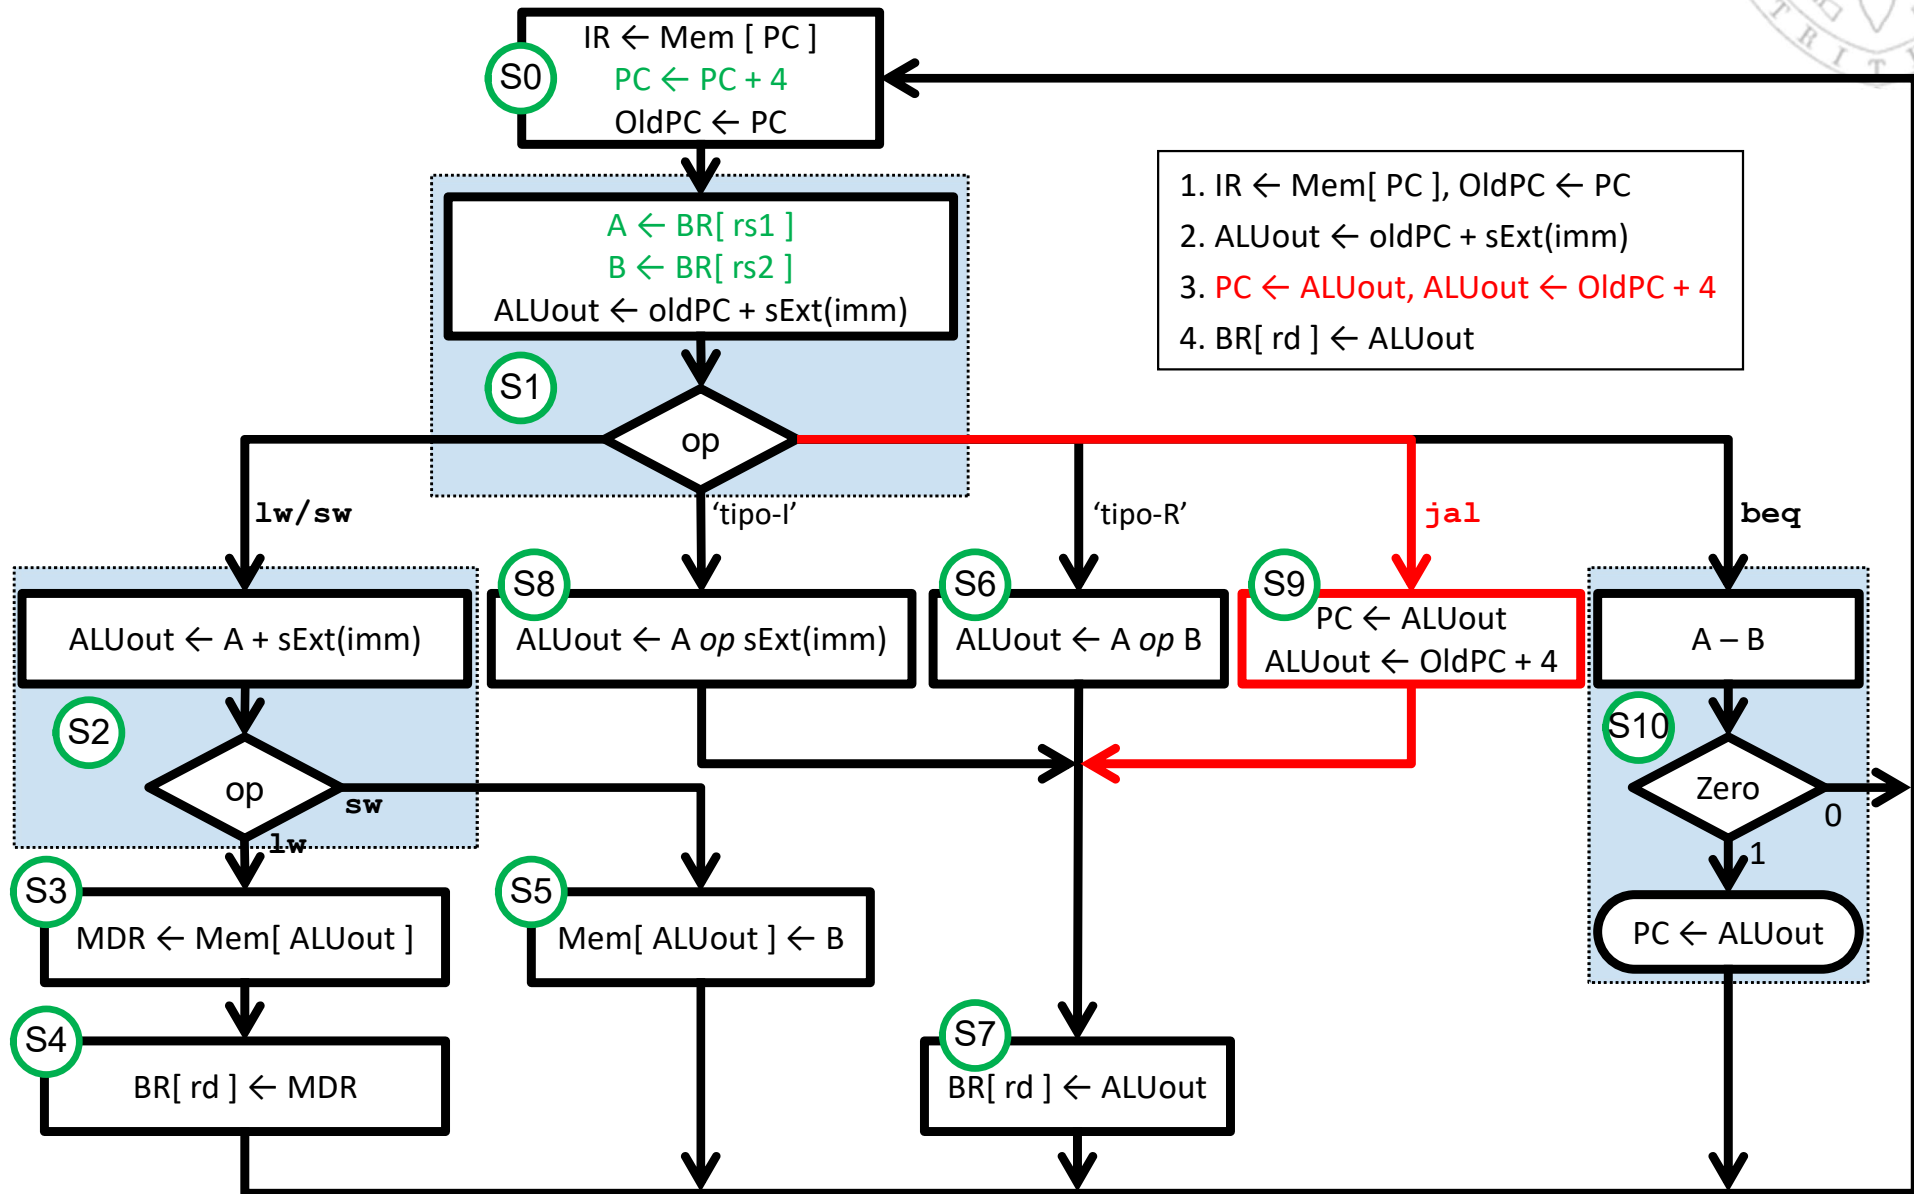 IR ← Mem [ PC ]
S0
PC ← PC + 4
OldPC ← PC
TRITY
1. IR ← Mem[ PC ], OldPC ← PC
2. ALUout ← oldPC + sExt(imm)
3. PC ← ALUout, ALUout ← OldPC + 4
4. BR[ rd ] ← ALUout
A ← BR[ rs1 ]
B ← BR[ rs2 ]
ALUout ← oldPC + sExt(imm)
S1
op
lw/sw
‘tipo-I’
‘tipo-R’
jal
beq
S8
S6
S9
ALUout ← A + sExt(imm)
ALUout ← A op sExt(imm)
ALUout ← A op B
PC ← ALUout
ALUout ← OldPC + 4
A – B
S2
S10
op
sw
lw
Zero
0
1
S3
MDR ← Mem[ ALUout ]
S5
Mem[ ALUout ] ← B
PC ← ALUout
S4
BR[ rd ] ← MDR
S7
BR[ rd ] ← ALUout